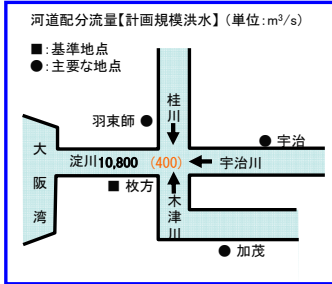 河道配分流量【計画規模洪水】(単位:m³/s)
■:基準地点
●:主要な地点
桂川
羽束師●
●宇治
大阪湾
淀川10,800 (400) 宇治川
■枚方
木津川
●加茂